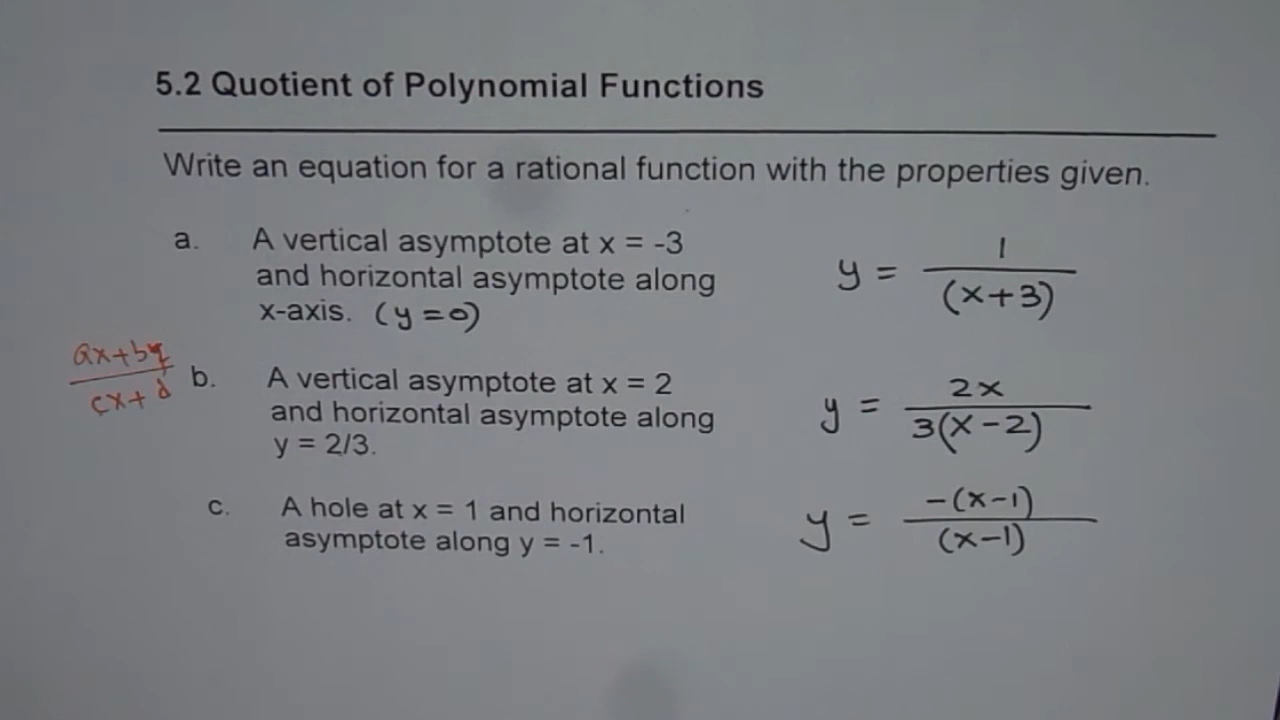 5.2 Quotient of Polynomial Functions
Write an equation for a rational function with the properties given.
a. A vertical asymptote at x = -3
and horizontal asymptote along
x-axis. (y = 0)
y = 1/(x+3)
ax+b
cx+d
b. A vertical asymptote at x = 2
and horizontal asymptote along
y = 2/3.
y = 2x/3(x-2)
c. A hole at x = 1 and horizontal
asymptote along y = -1.
y = -(x-1)/(x-1)